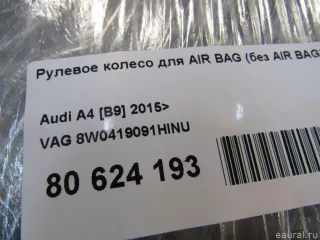 Рулевое колесо для AIR BAG (без AIR BAG)
Audi A4 [B9] 2015>
VAG 8W0419091HINU
80 624 193
eaural.ru